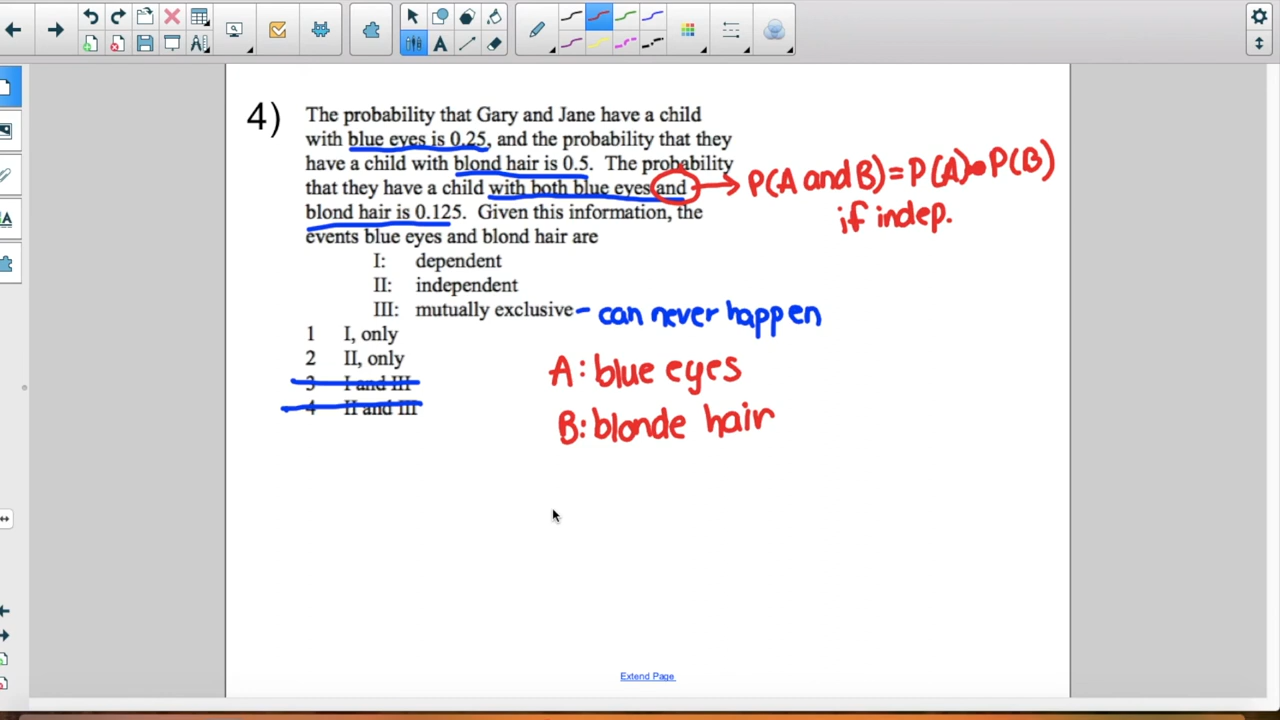 4)
The probability that Gary and Jane have a child
with blue eyes is 0.25, and the probability that they
have a child with blond hair is 0.5. The probability
that they have a child with both blue eyes and
blond hair is 0.125. Given this information, the
events blue eyes and blond hair are
I: dependent
II: independent
III: mutually exclusive
1 I, only
2 II, only
3 I and III
4 II and III
P(A and B) = P(A) • P(B)
if indep.
- can never happen
A: blue eyes
B: blonde hair
Extend Page